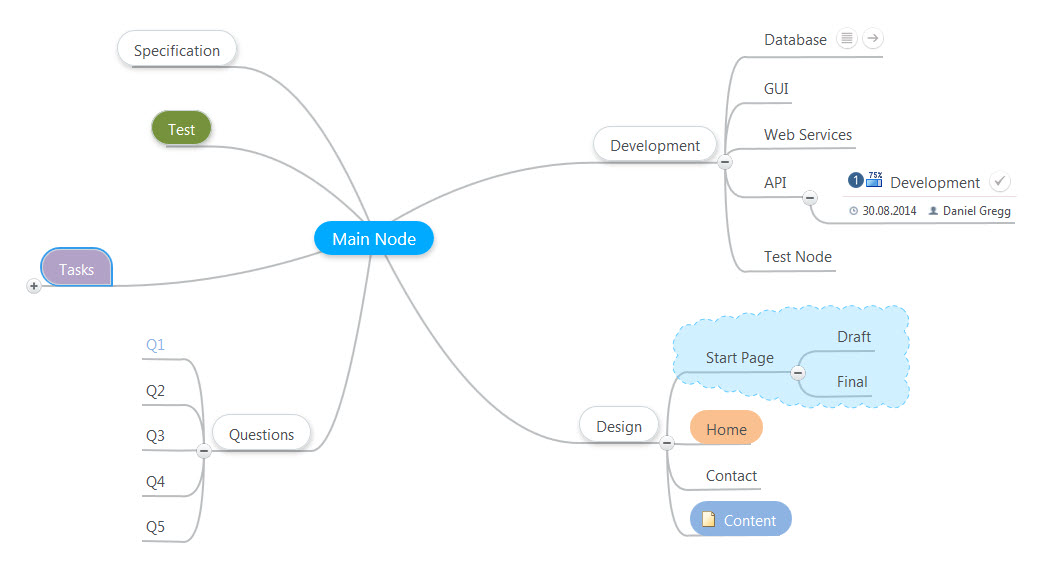 Specification
Test
Main Node
Tasks
Q1
Q2
Q3
Q4
Q5
Questions
Development
Database
GUI
Web Services
API
1 75% Development
30.08.2014 Daniel Gregg
Test Node
Design
Start Page
Draft
Final
Home
Contact
Content